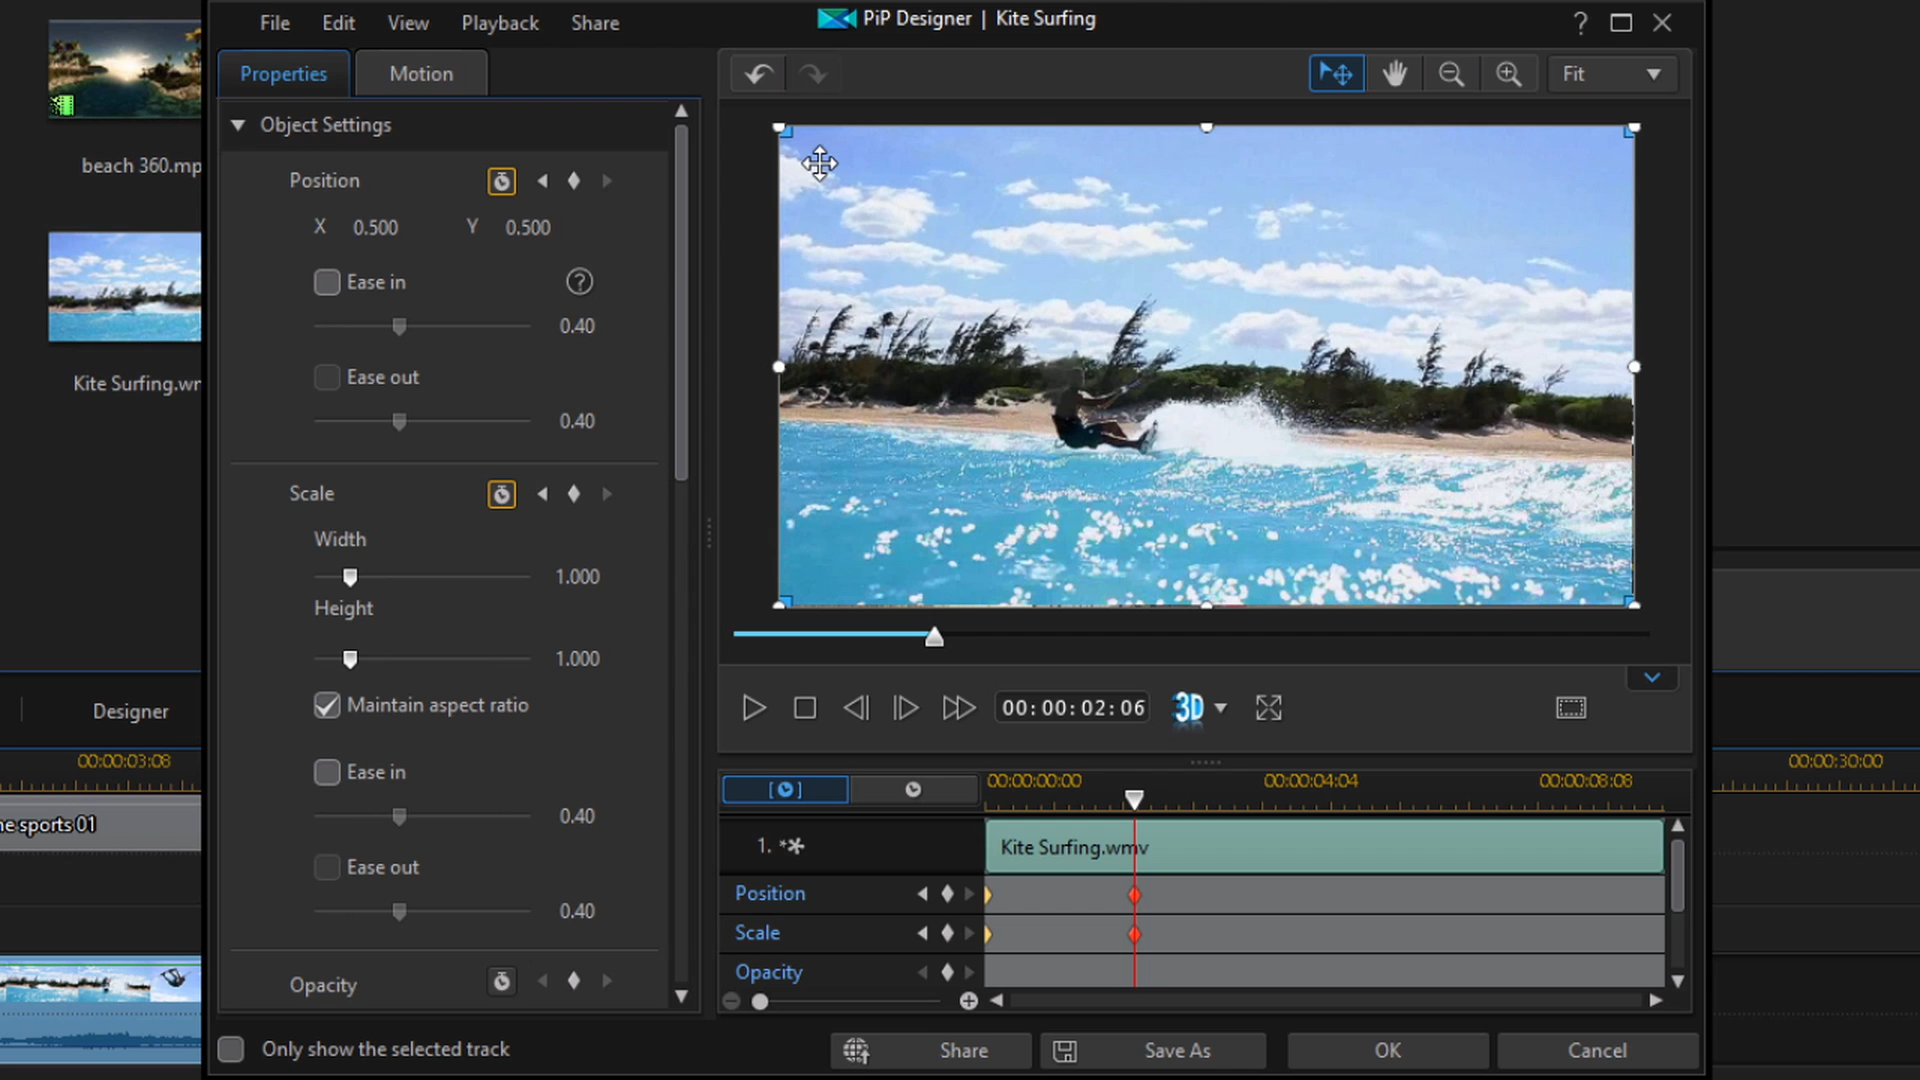 File Edit View Playback Share
PiP Designer | Kite Surfing
Properties Motion
Fit
Object Settings
Position
X 0.500 Y 0.500
Ease in
0.40
Ease out
0.40
Scale
Width
1.000
Height
1.000
Maintain aspect ratio
Ease in
0.40
Ease out
0.40
Opacity
Only show the selected track
beach 360.mp
Kite Surfing.wm
Designer
00:00:03:08
ne sports 01
00:00:02:06
3D
00:00:00:00 00:00:04:04 00:00:08:08
1.
Kite Surfing.wmv
Position
Scale
Opacity
00:00:30:00
Share Save As OK Cancel